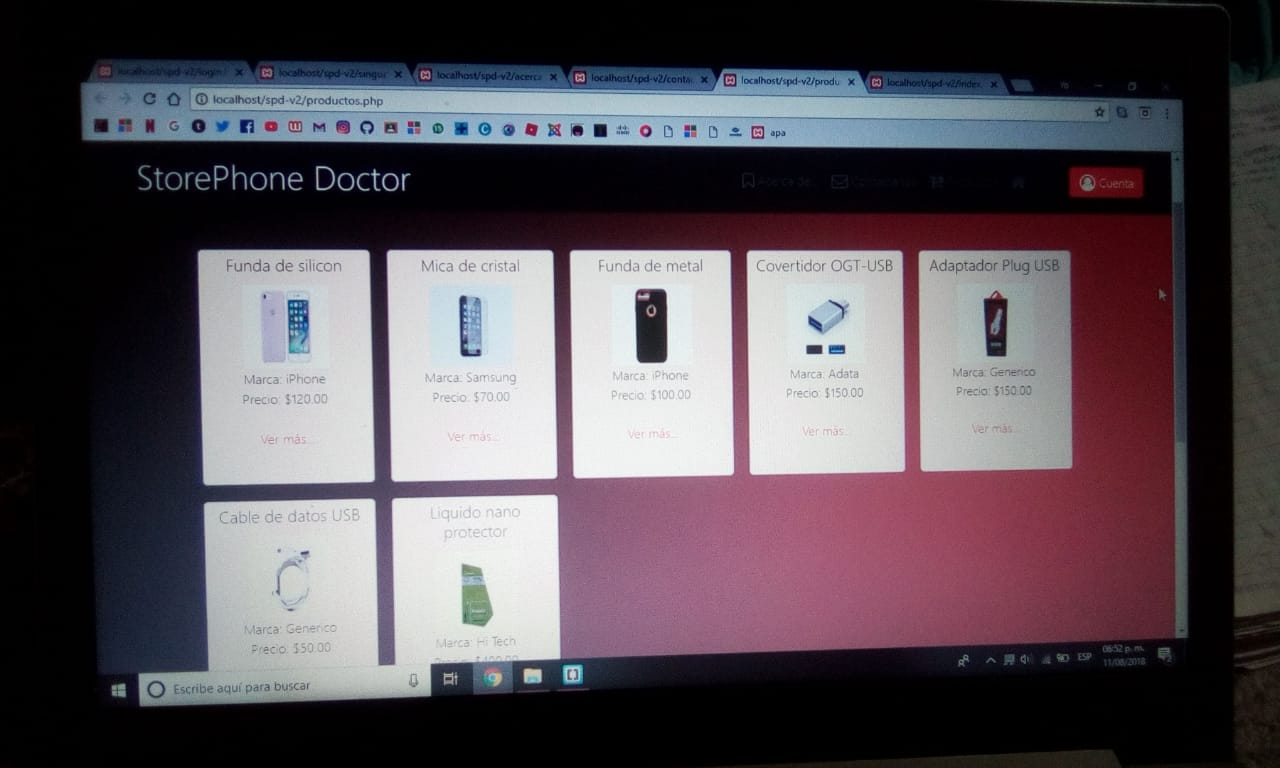 localhost/spd-v2/login.
localhost/spd-v2/singup
localhost/spd-v2/acerca
localhost/spd-v2/conta
localhost/spd-v2/produ
localhost/spd-v2/index.
localhost/spd-v2/productos.php
apa
StorePhone Doctor
Acerca de
Cuenta
Funda de silicon
Marca: iPhone
Precio: $120.00
Ver más...
Mica de cristal
Marca: Samsung
Precio: $70.00
Ver más...
Funda de metal
Marca: iPhone
Precio: $100.00
Ver más...
Covertidor OGT-USB
Marca: Adata
Precio: $150.00
Ver más...
Adaptador Plug USB
Marca: Generico
Precio: $150.00
Ver más...
Cable de datos USB
Marca: Generico
Precio: $50.00
Liquido nano
protector
Marca: Hi Tech
Escribe aquí para buscar
ESP
06:52 p. m.
11/08/2018